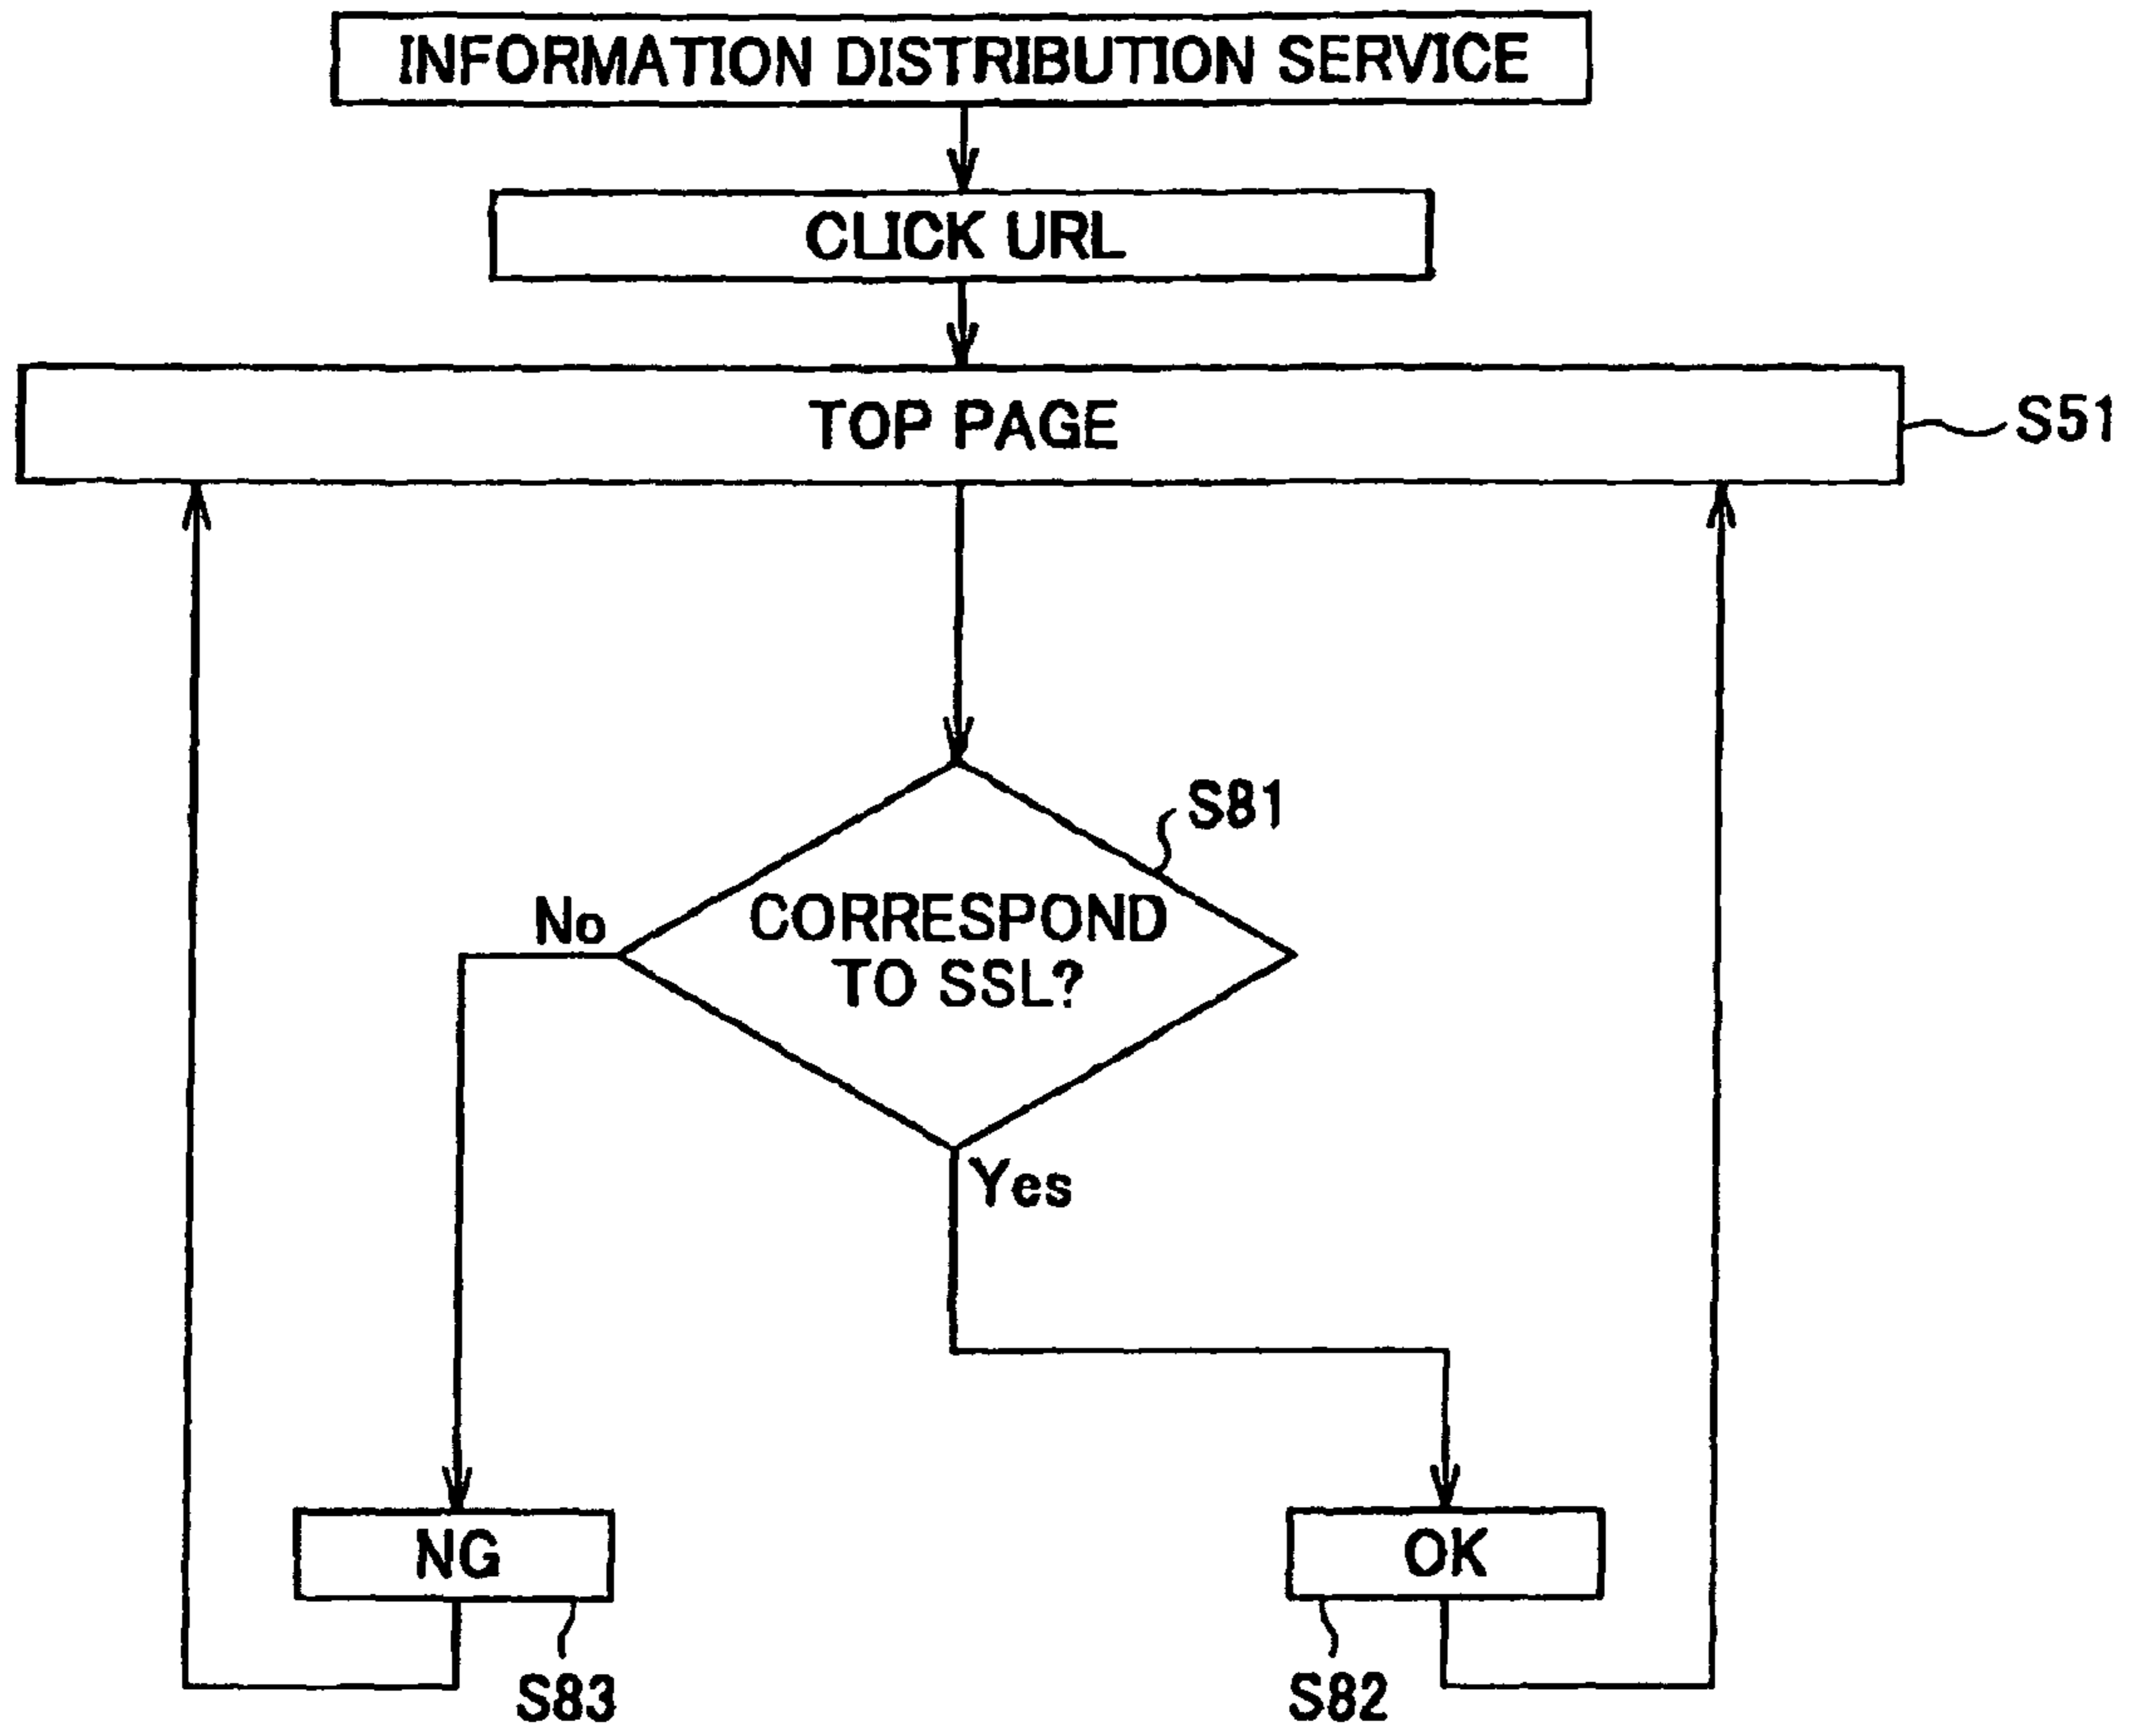 INFORMATION DISTRIBUTION SERVICE
CLICK URL
TOP PAGE
S51
S81
No
CORRESPOND
TO SSL?
Yes
NG
OK
S83
S82